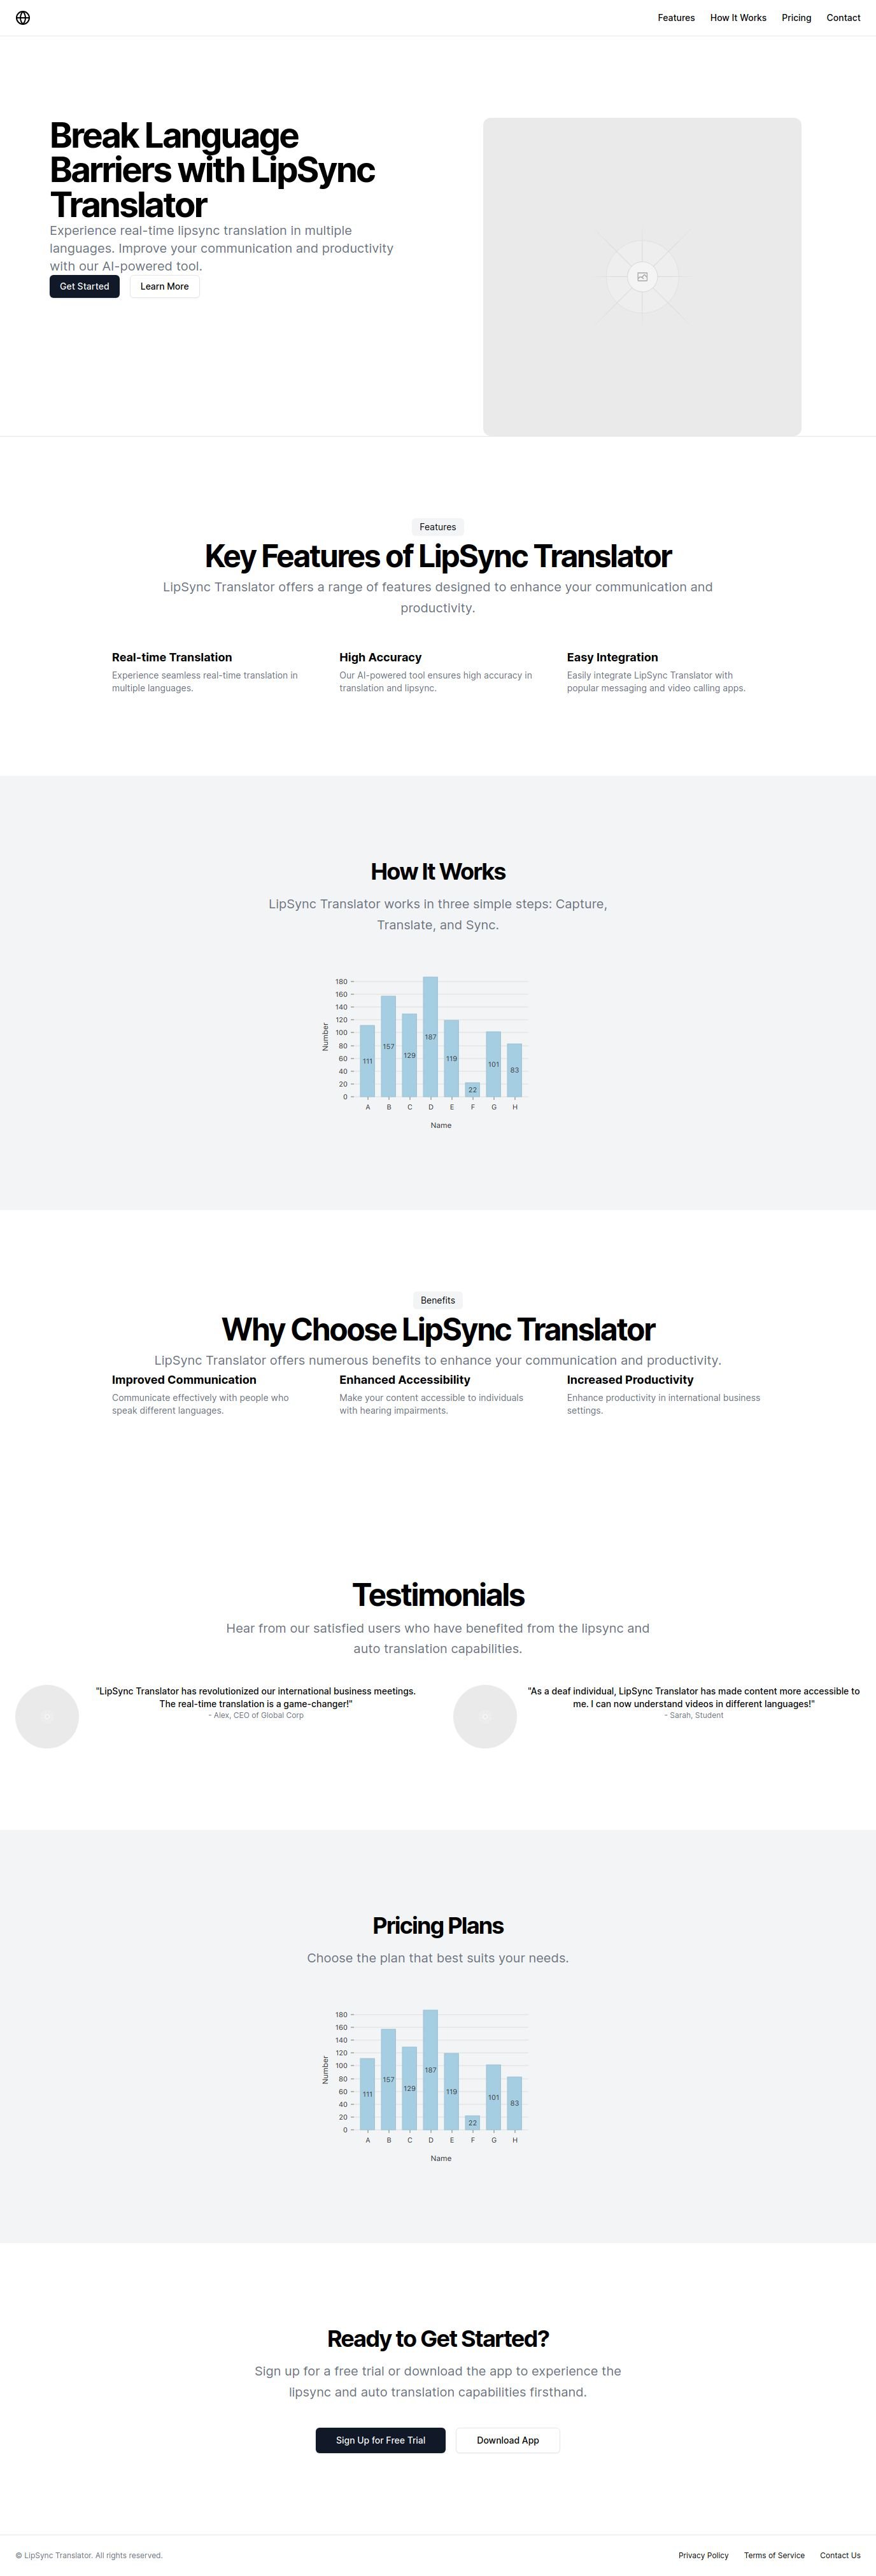 Features
How It Works
Pricing
Contact
Break Language
Barriers with LipSync
Translator
Experience real-time lipsync translation in multiple
languages. Improve your communication and productivity
with our AI-powered tool.
Get Started
Learn More
Features
Key Features of LipSync Translator
LipSync Translator offers a range of features designed to enhance your communication and
productivity.
Real-time Translation
Experience seamless real-time translation in
multiple languages.
High Accuracy
Our AI-powered tool ensures high accuracy in
translation and lipsync.
Easy Integration
Easily integrate LipSync Translator with
popular messaging and video calling apps.
How It Works
LipSync Translator works in three simple steps: Capture,
Translate, and Sync.
180
160
140
120
100
80
60
40
20
0
Number
111
157
129
187
119
22
101
83
A
B
C
D
E
F
G
H
Name
Benefits
Why Choose LipSync Translator
LipSync Translator offers numerous benefits to enhance your communication and productivity.
Improved Communication
Communicate effectively with people who
speak different languages.
Enhanced Accessibility
Make your content accessible to individuals
with hearing impairments.
Increased Productivity
Enhance productivity in international business
settings.
Testimonials
Hear from our satisfied users who have benefited from the lipsync and
auto translation capabilities.
"LipSync Translator has revolutionized our international business meetings.
The real-time translation is a game-changer!"
- Alex, CEO of Global Corp
"As a deaf individual, LipSync Translator has made content more accessible to
me. I can now understand videos in different languages!"
- Sarah, Student
Pricing Plans
Choose the plan that best suits your needs.
180
160
140
120
100
80
60
40
20
0
Number
111
157
129
187
119
22
101
83
A
B
C
D
E
F
G
H
Name
Ready to Get Started?
Sign up for a free trial or download the app to experience the
lipsync and auto translation capabilities firsthand.
Sign Up for Free Trial
Download App
© LipSync Translator. All rights reserved.
Privacy Policy
Terms of Service
Contact Us